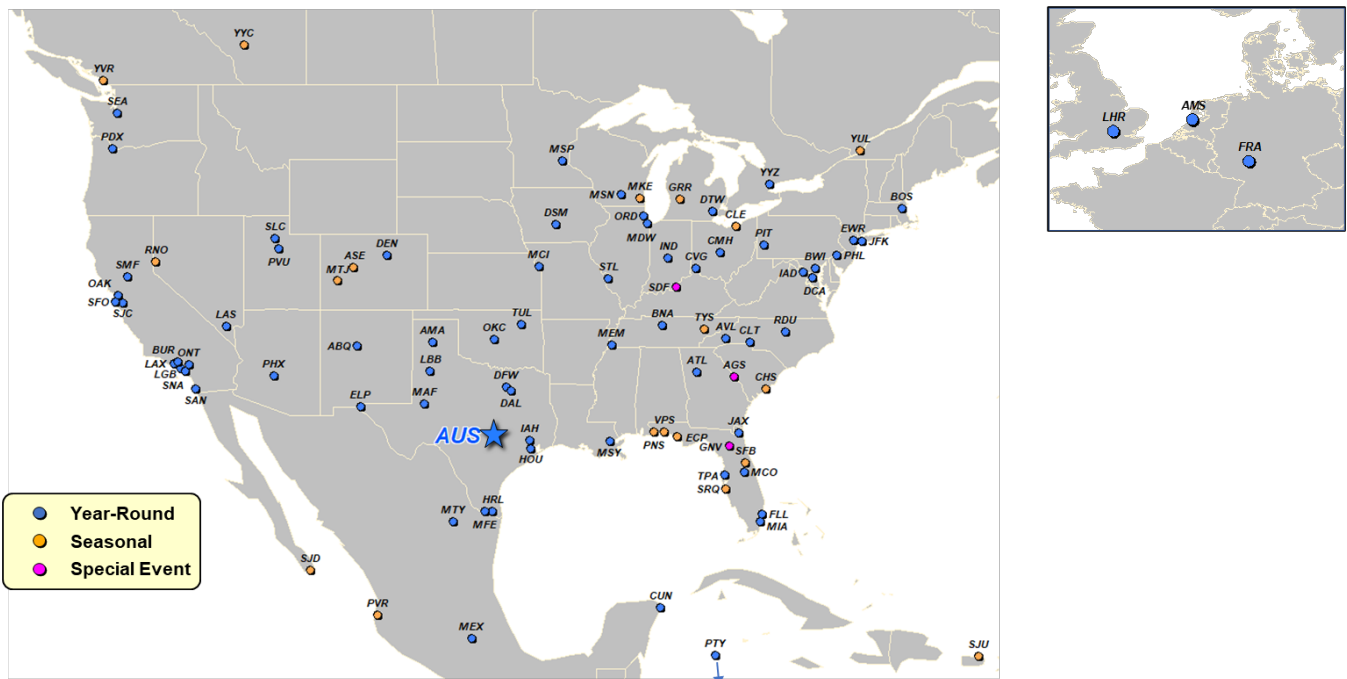 YYC
YVR
SEA
PDX
YUL
MSP
YYZ
MSN
MKE
GRR
DTW
BOS
ORD
MDW
DSM
CLE
SLC
PVU
DEN
RNO
ASE
MTJ
SMF
OAK
SFO
SJC
MCI
STL
IND
CMH
PIT
EWR
JFK
CVG
BWI
PHL
IAD
DCA
SDF
LAS
TUL
OKC
AMA
BNA
TYS
AVL
CLT
RDU
MEM
ABQ
BUR
ONT
LAX
LGB
SNA
SAN
PHX
LBB
ATL
AGS
CHS
DFW
DAL
MAF
ELP
AUS
IAH
HOU
MSY
VPS
PNS
ECP
JAX
GNV
SFB
MCO
TPA
SRQ
FLL
MIA
HRL
MFE
MTY
SJD
PVR
MEX
CUN
PTY
SJU
Year-Round
Seasonal
Special Event
LHR
AMS
FRA